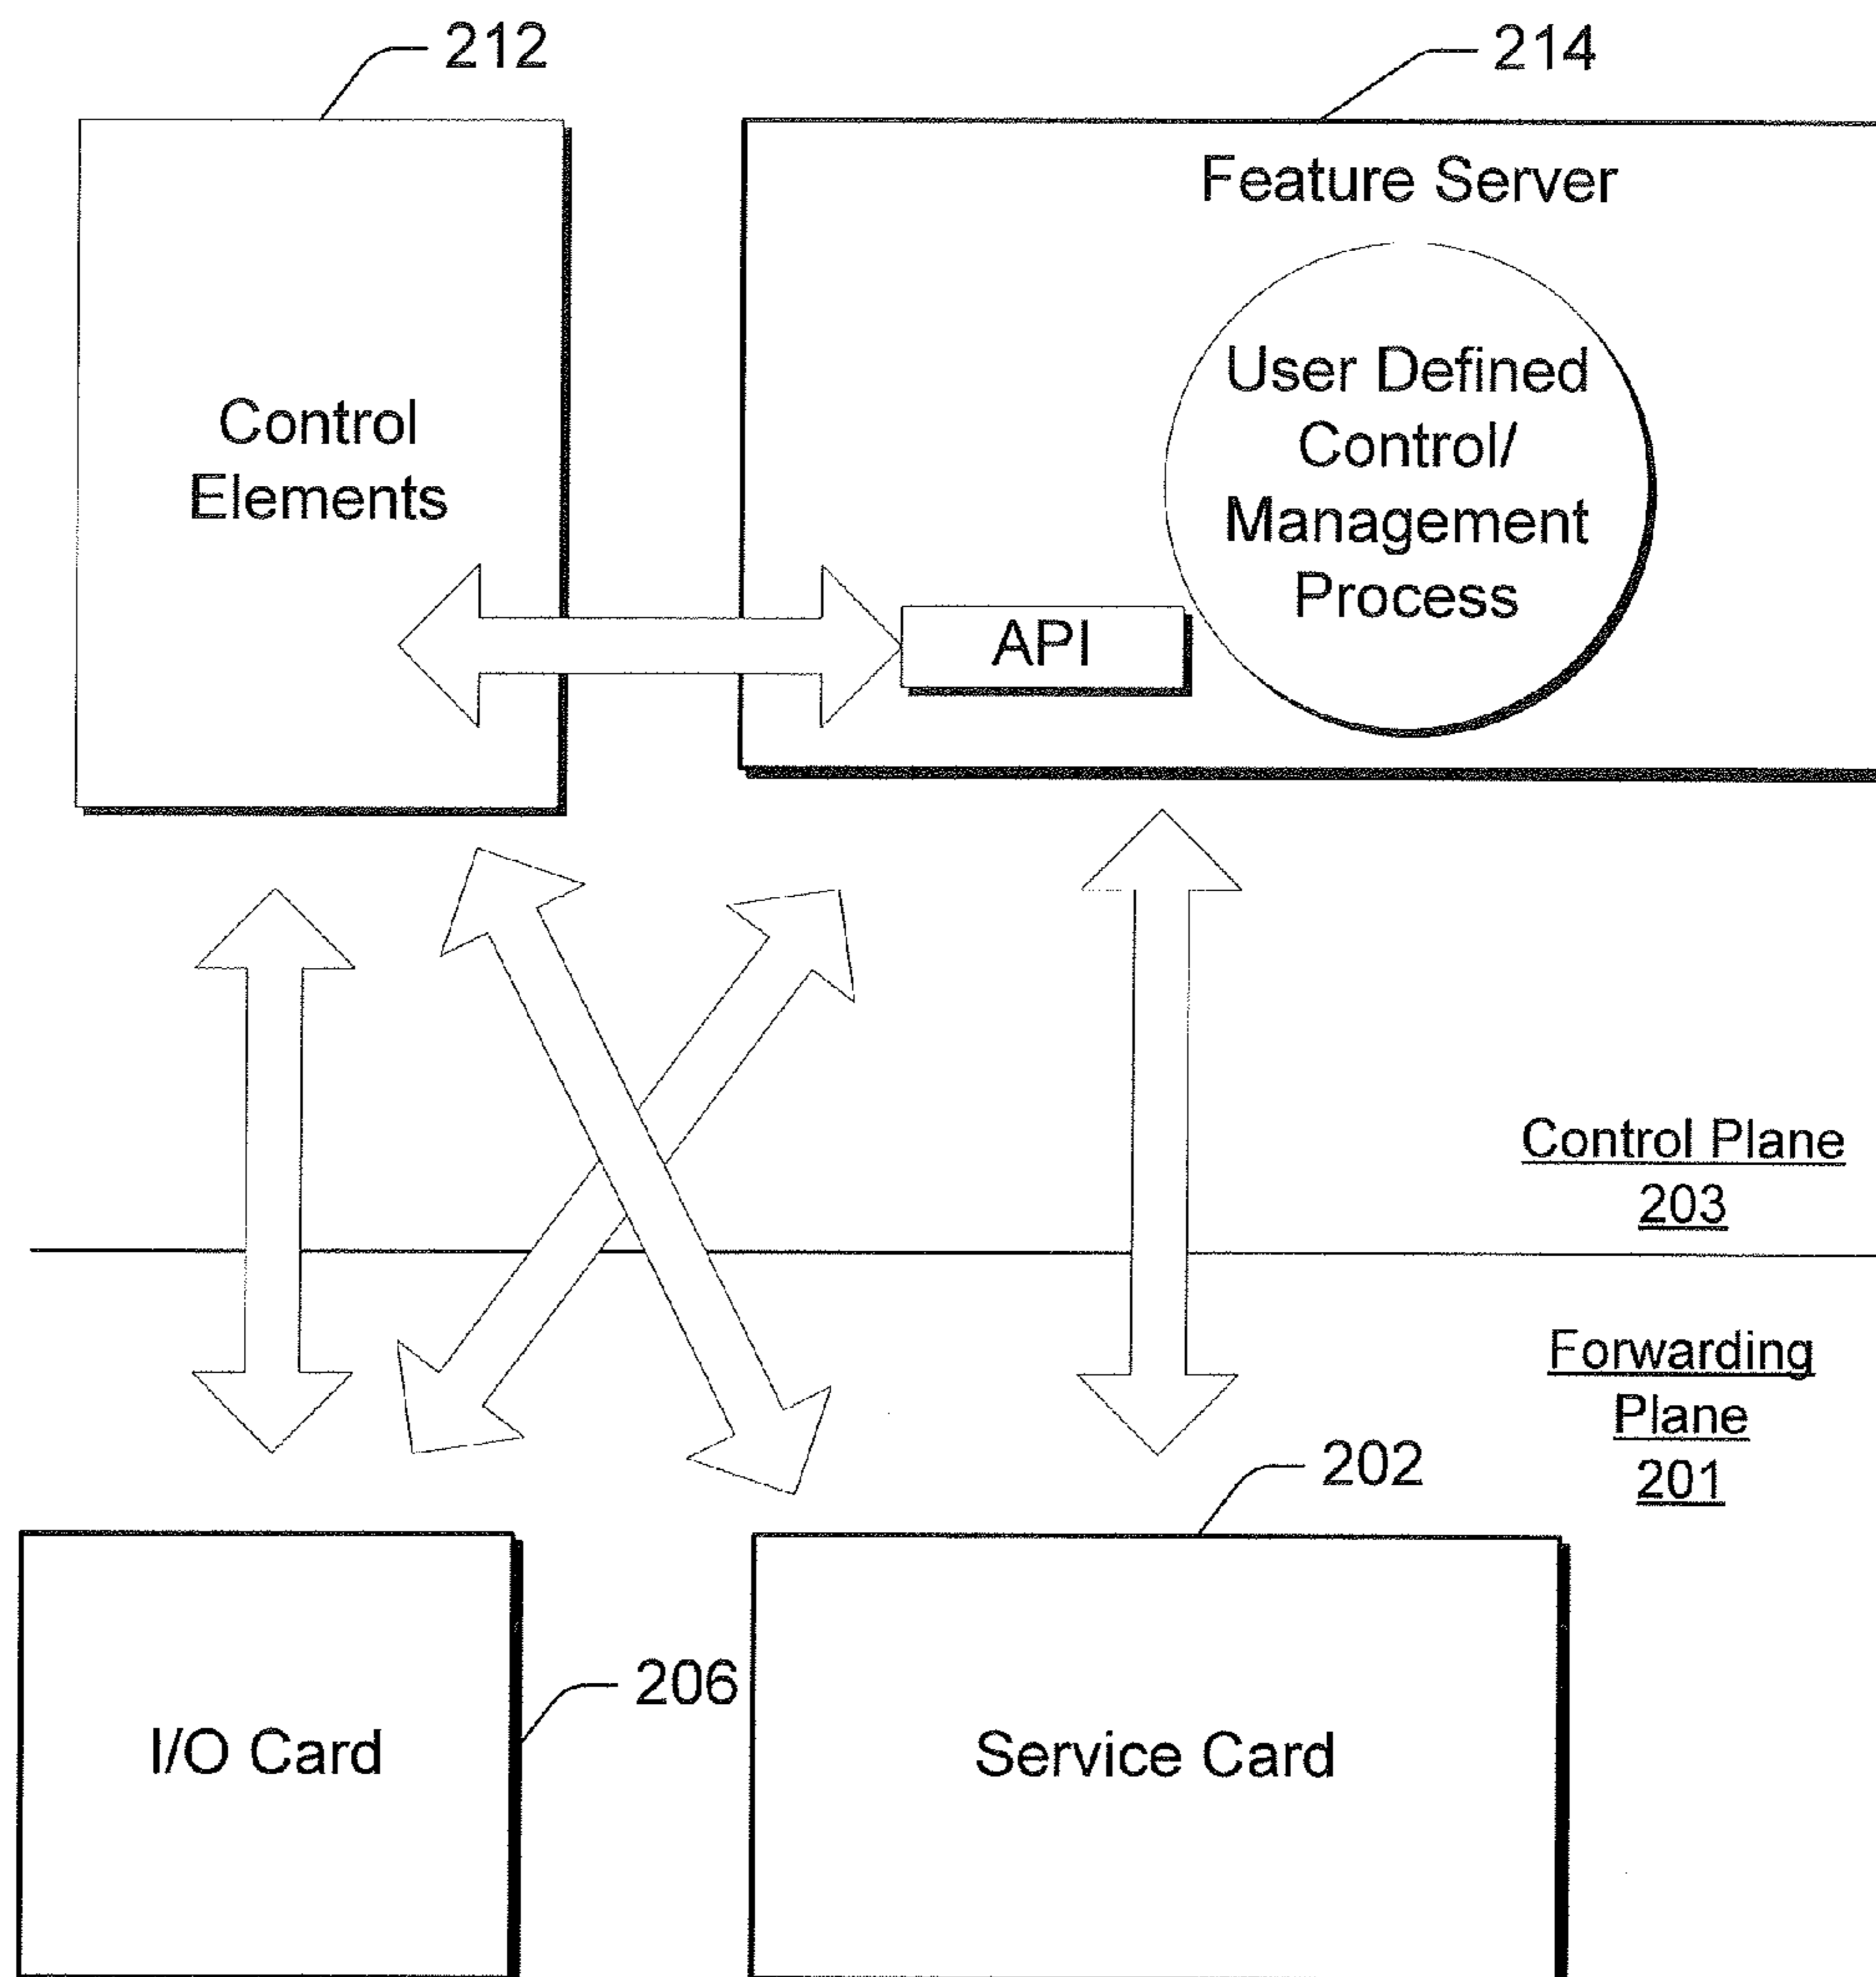 212
214
Feature Server
User Defined
Control/
Management
Process
Control
Elements
API
Control Plane
203
Forwarding
Plane
201
202
206
I/O Card
Service Card